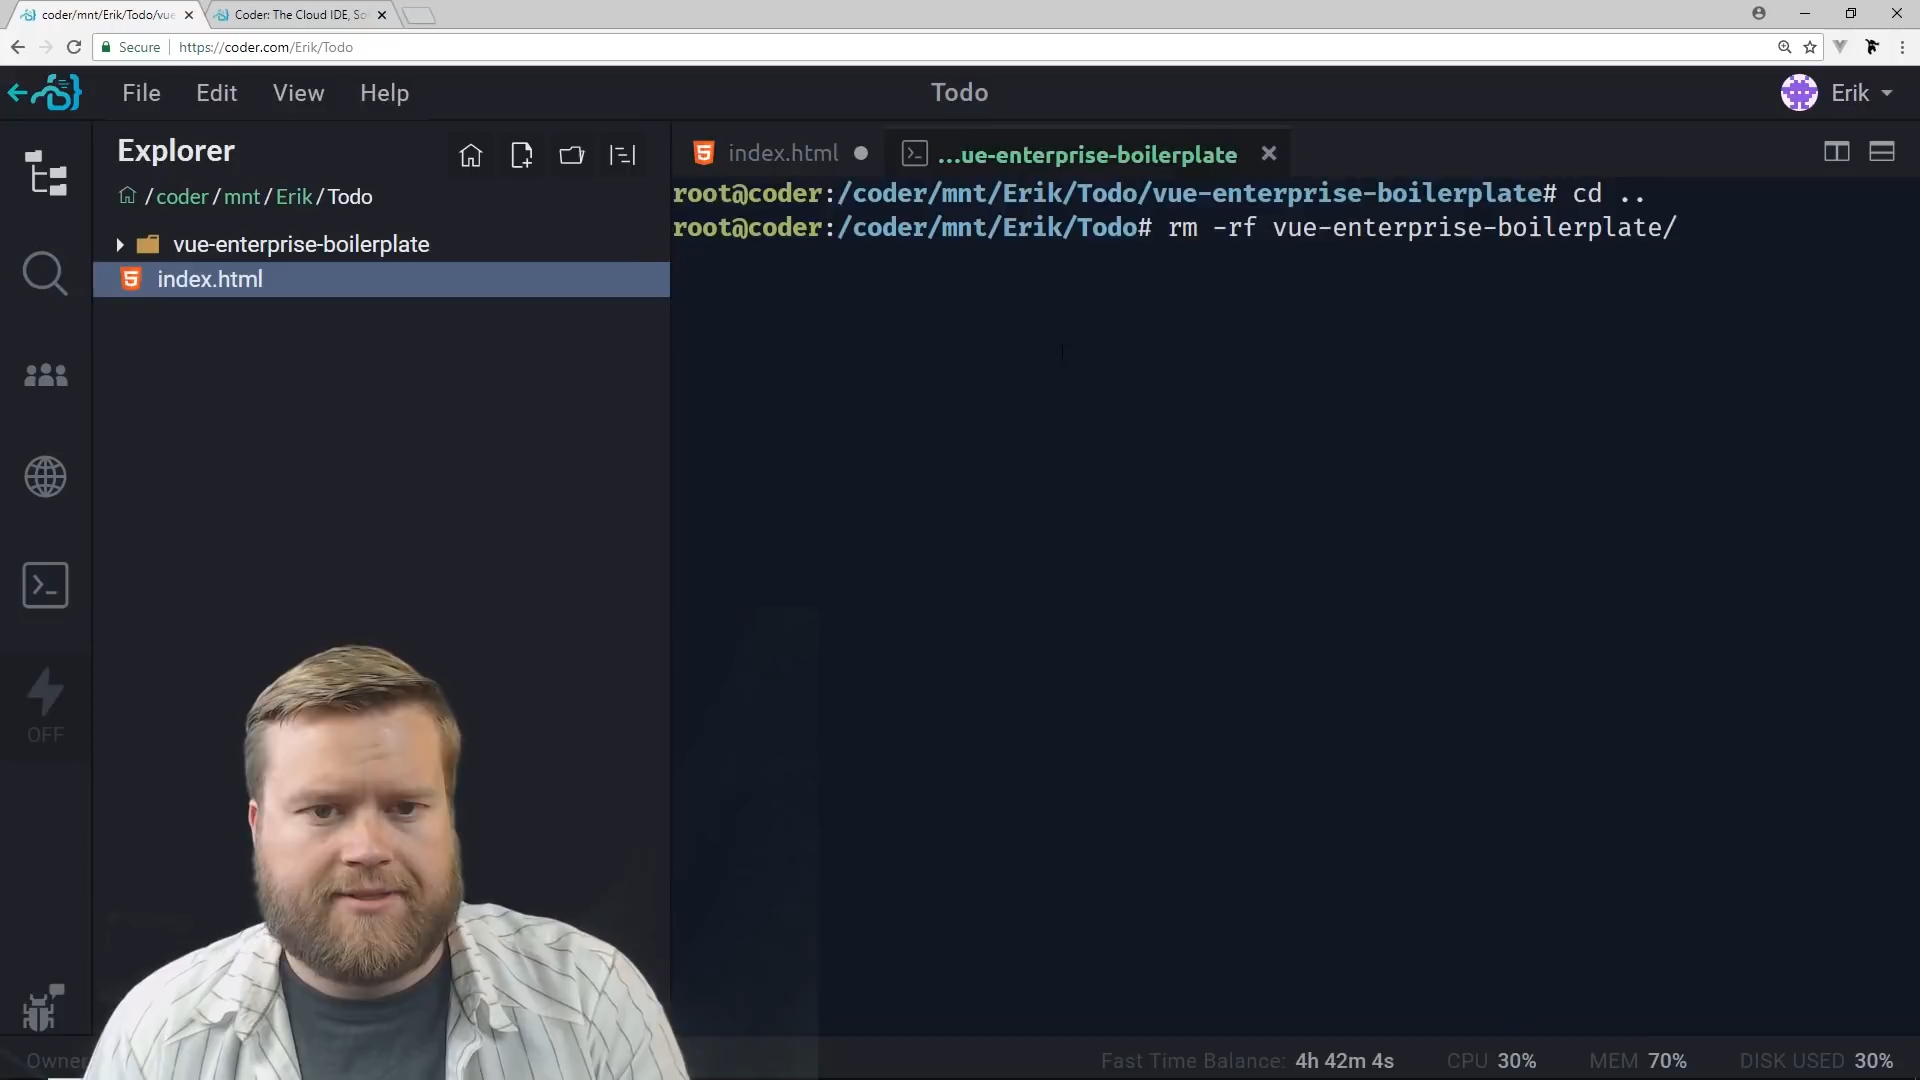 coder/mnt/Erik/Todo/vue
Coder: The Cloud IDE, So
Secure https://coder.com/Erik/Todo
File Edit View Help
Todo
Erik
Explorer
/ coder / mnt / Erik / Todo
vue-enterprise-boilerplate
index.html
OFF
index.html
...ue-enterprise-boilerplate
root@coder:/coder/mnt/Erik/Todo/vue-enterprise-boilerplate# cd ..
root@coder:/coder/mnt/Erik/Todo# rm -rf vue-enterprise-boilerplate/
Owner
Fast Time Balance: 4h 42m 4s CPU 30% MEM 70% DISK USED 30%